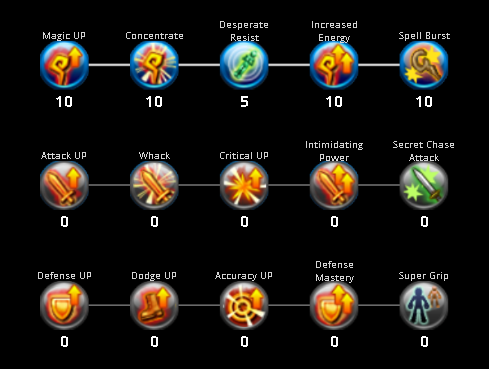 Magic UP Concentrate Desperate Resist Increased Energy Spell Burst
10 10 5 10 10
Attack UP Whack Critical UP Intimidating Power Secret Chase Attack
0 0 0 0 0
Defense UP Dodge UP Accuracy UP Defense Mastery Super Grip
0 0 0 0 0